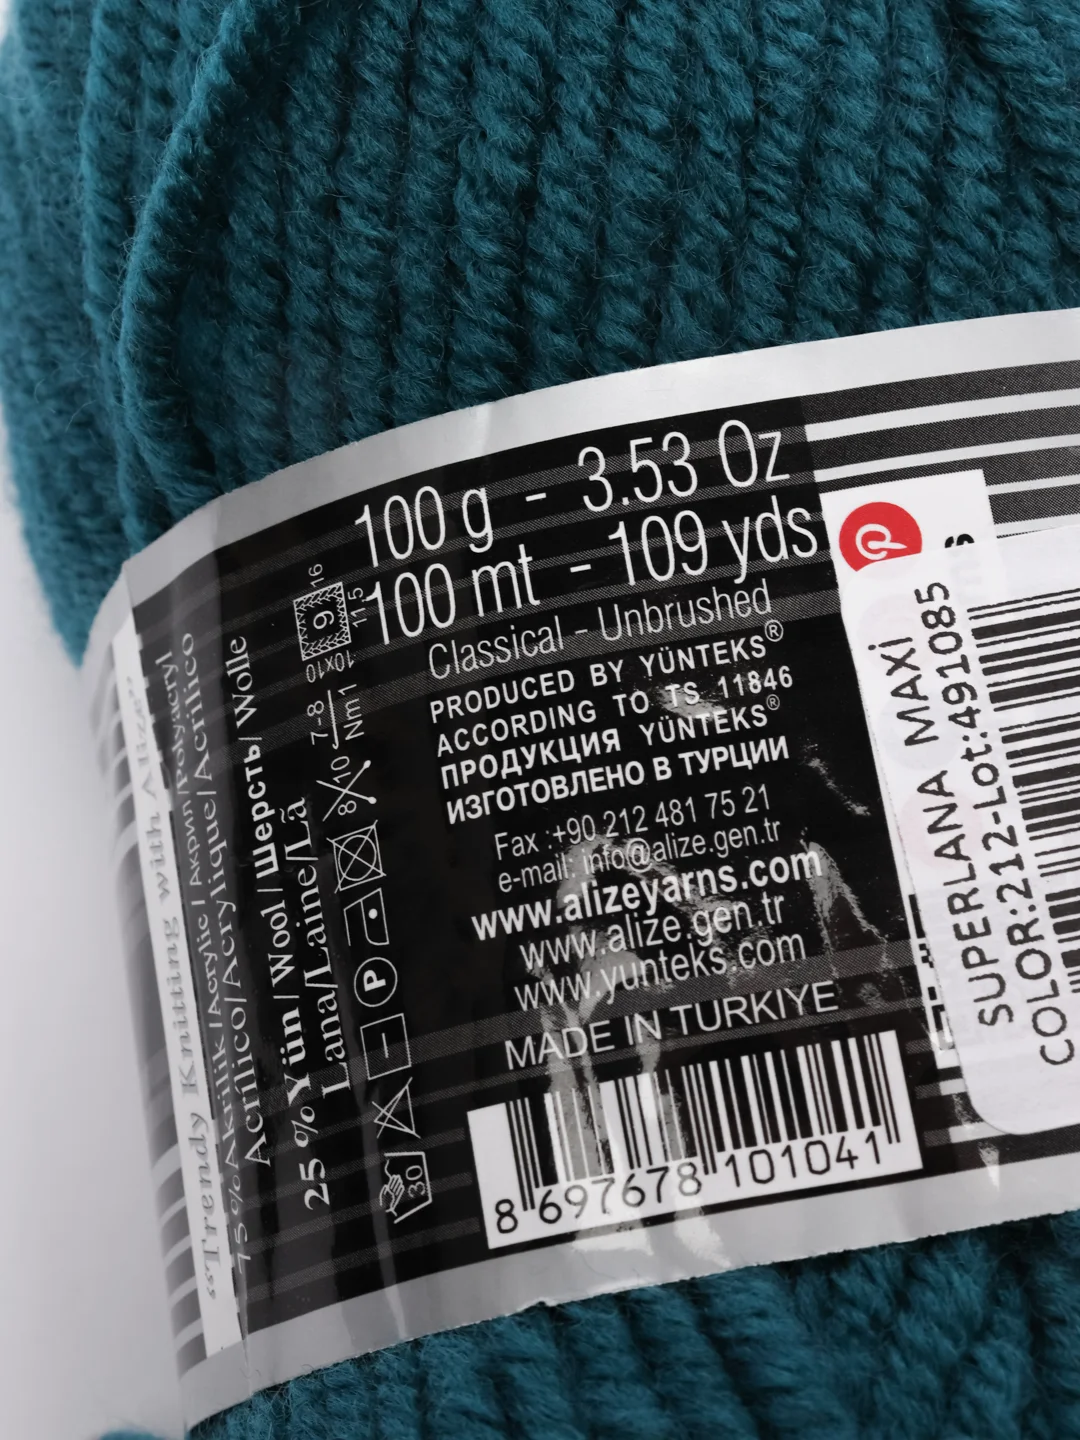 100 g - 3.53 Oz
100 mt - 109 yds
Classical - Unbrushed
PRODUCED BY YÜNTEKS®
ACCORDING TO TS 11846
ПРОДУКЦИЯ YÜNTEKS®
ИЗГОТОВЛЕНО В ТУРЦИИ
Fax :+90 212 481 75 21
e-mail: info@alize.gen.tr
www.alizeyarns.com
www.alize.gen.tr
www.yunteks.com
MADE IN TURKIYE
8 697678 101041
"Trendy Knitting with Alize"
75 % Akrilik/Acrylic / Акрил/Polyacryl
Acrilico/Acrylique/Acrílico
25 % Yün / Wool / Шерсть / Wolle
Lana/Laine/Lã
30
P
8/10
7-8
Nm1
10x10
9
16
11.5
SUPERLANA MAXI
COLOR:212-Lot:491085